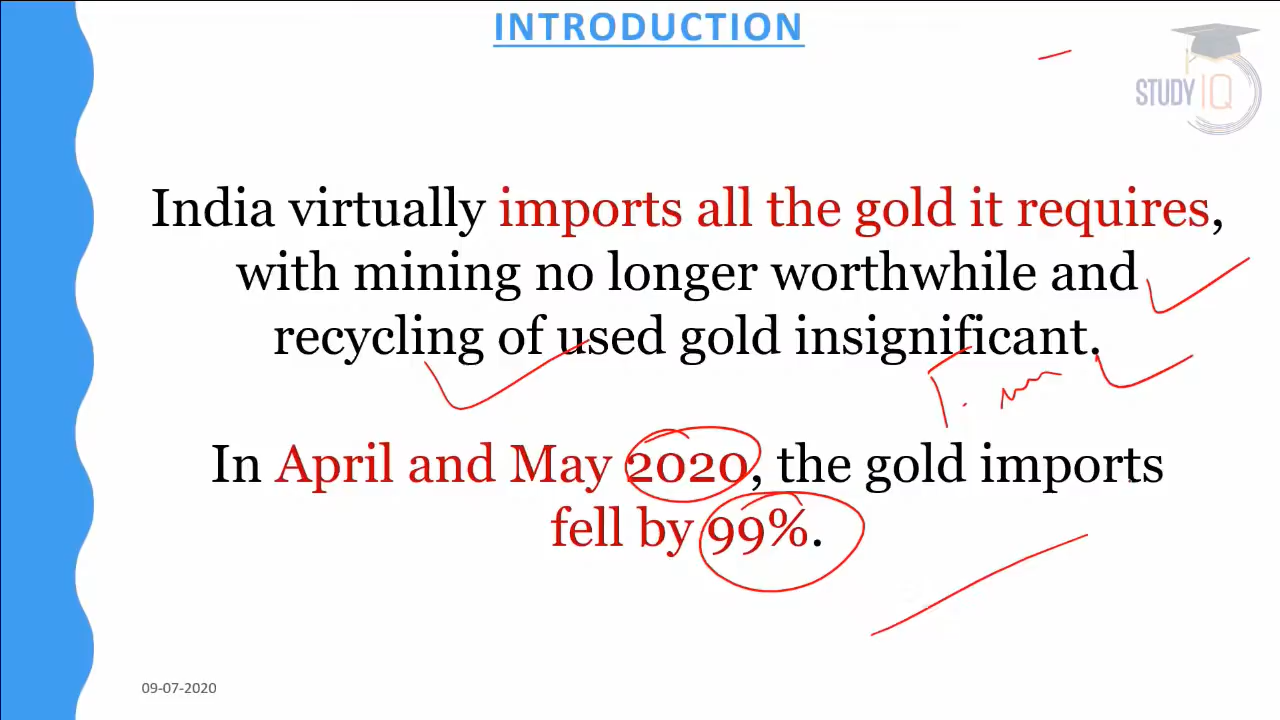 INTRODUCTION
STUDY IQ
India virtually imports all the gold it requires,
with mining no longer worthwhile and
recycling of used gold insignificant.
In April and May 2020, the gold imports
fell by 99%.
09-07-2020